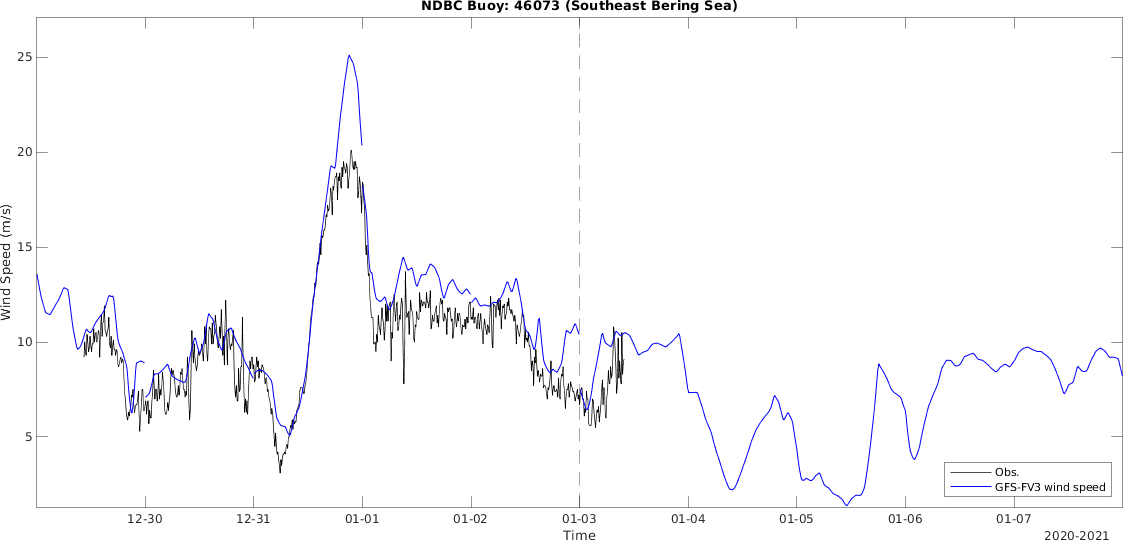 NDBC Buoy: 46073 (Southeast Bering Sea)
25
20
15
10
5
Wind Speed (m/s)
Obs.
GFS-FV3 wind speed
12-30 12-31 01-01 01-02 01-03 01-04 01-05 01-06 01-07
Time
2020-2021